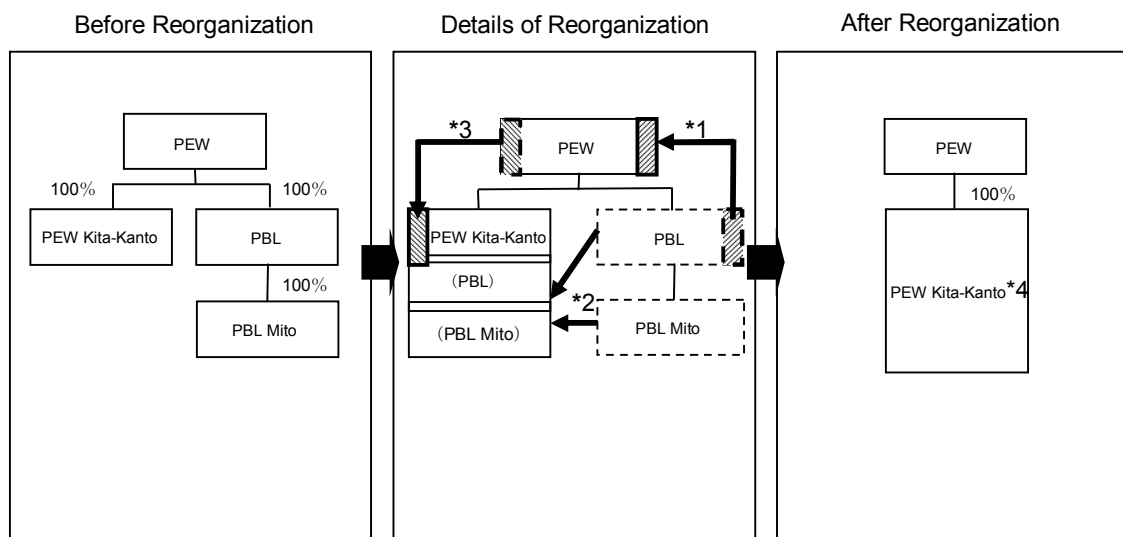 Before Reorganization
Details of Reorganization
After Reorganization
PEW
100%
100%
PEW Kita-Kanto
PBL
100%
PBL Mito
*3
PEW
*1
PEW Kita-Kanto
PBL
（PBL）
*2
（PBL Mito）
PBL Mito
PEW
100%
PEW Kita-Kanto*4